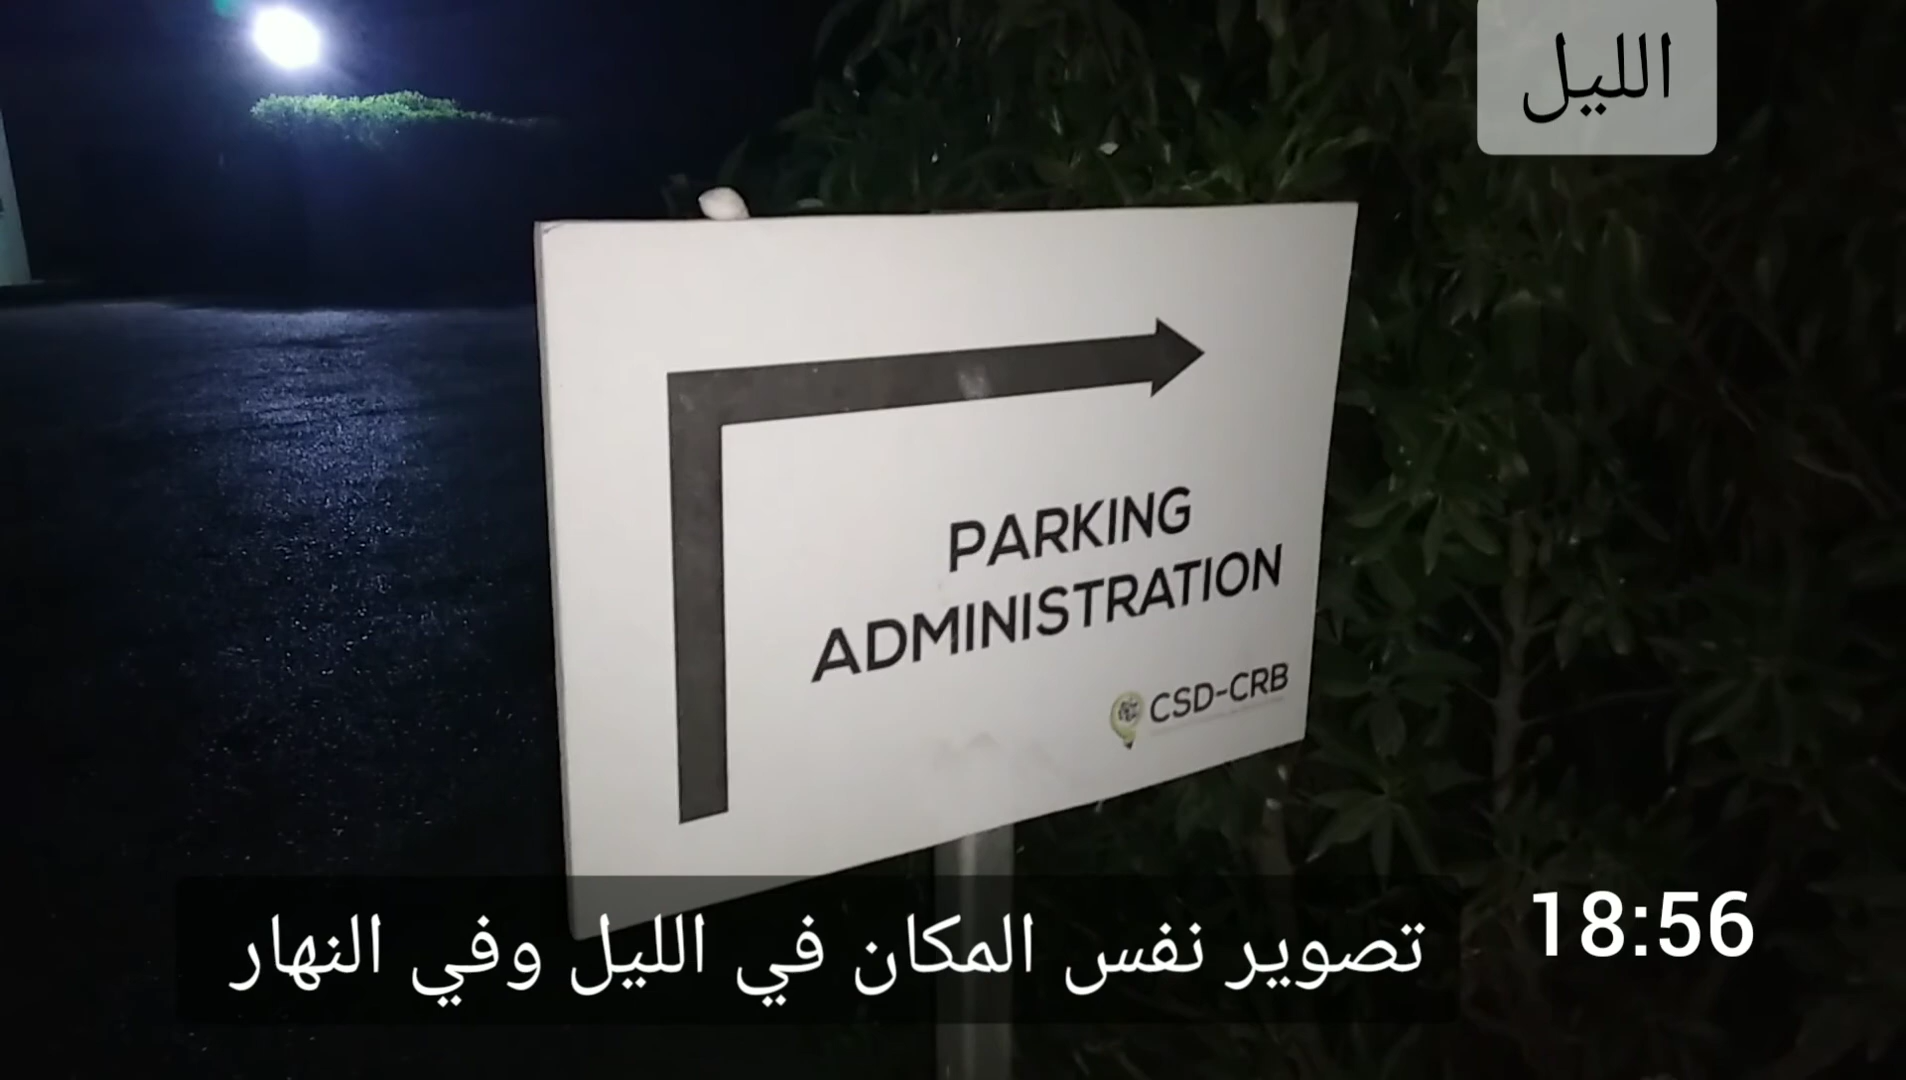 الليل
PARKING
ADMINISTRATION
CSD-CRB
تصوير نفس المكان في الليل وفي النهار
18:56